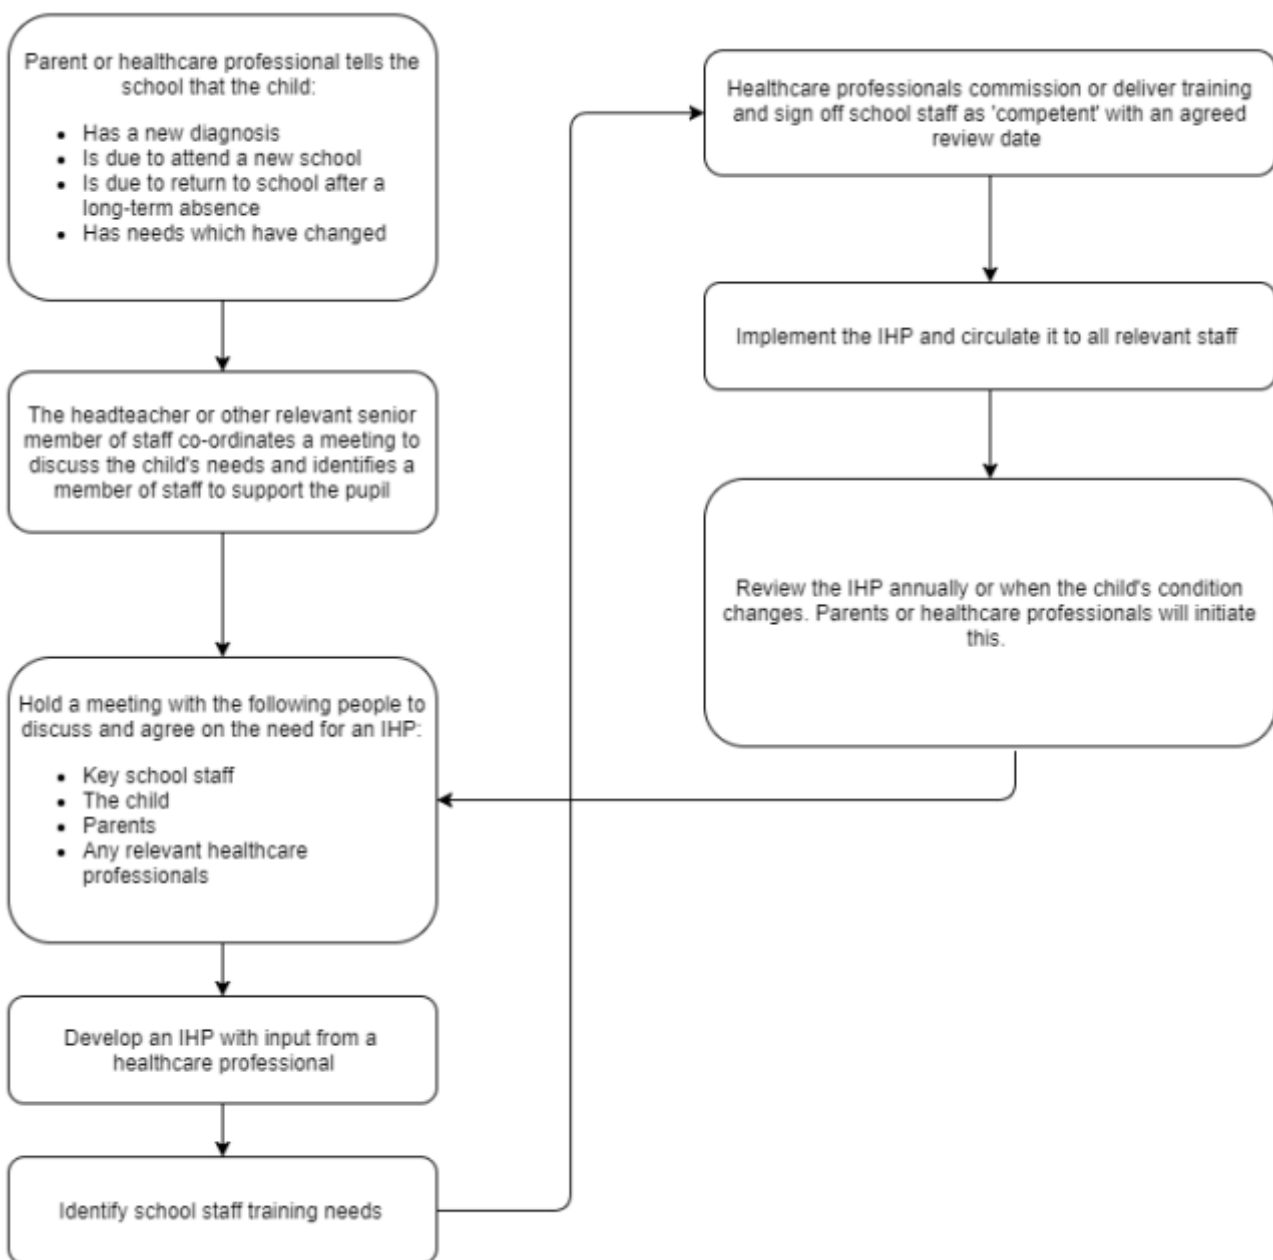 Parent or healthcare professional tells the
school that the child:
• Has a new diagnosis
• Is due to attend a new school
• Is due to return to school after a
long-term absence
• Has needs which have changed
The headteacher or other relevant senior
member of staff co-ordinates a meeting to
discuss the child's needs and identifies a
member of staff to support the pupil
Hold a meeting with the following people to
discuss and agree on the need for an IHP:
• Key school staff
• The child
• Parents
• Any relevant healthcare
professionals
Develop an IHP with input from a
healthcare professional
Identify school staff training needs
Healthcare professionals commission or deliver training
and sign off school staff as 'competent' with an agreed
review date
Implement the IHP and circulate it to all relevant staff
Review the IHP annually or when the child's condition
changes. Parents or healthcare professionals will initiate
this.